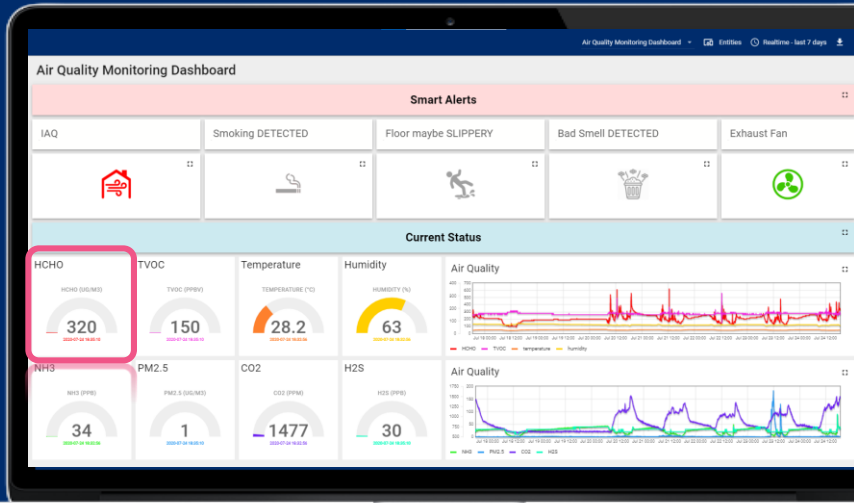 Air Quality Monitoring Dashboard Entities Realtime - last 7 days
Air Quality Monitoring Dashboard
Smart Alerts
IAQ
Smoking DETECTED
Floor maybe SLIPPERY
Bad Smell DETECTED
Exhaust Fan
Current Status
HCHO
HCHO (UG/M3)
320
TVOC
TVOC (PPBV)
150
Temperature
TEMPERATURE (°C)
28.2
Humidity
HUMIDITY (%)
63
Air Quality
HCHO TVOC temperature humidity
NH3
NH3 (PPB)
34
PM2.5
PM2.5 (UG/M3)
1
CO2
CO2 (PPM)
1477
H2S
H2S (PPB)
30
Air Quality
NH3 PM2.5 CO2 H2S